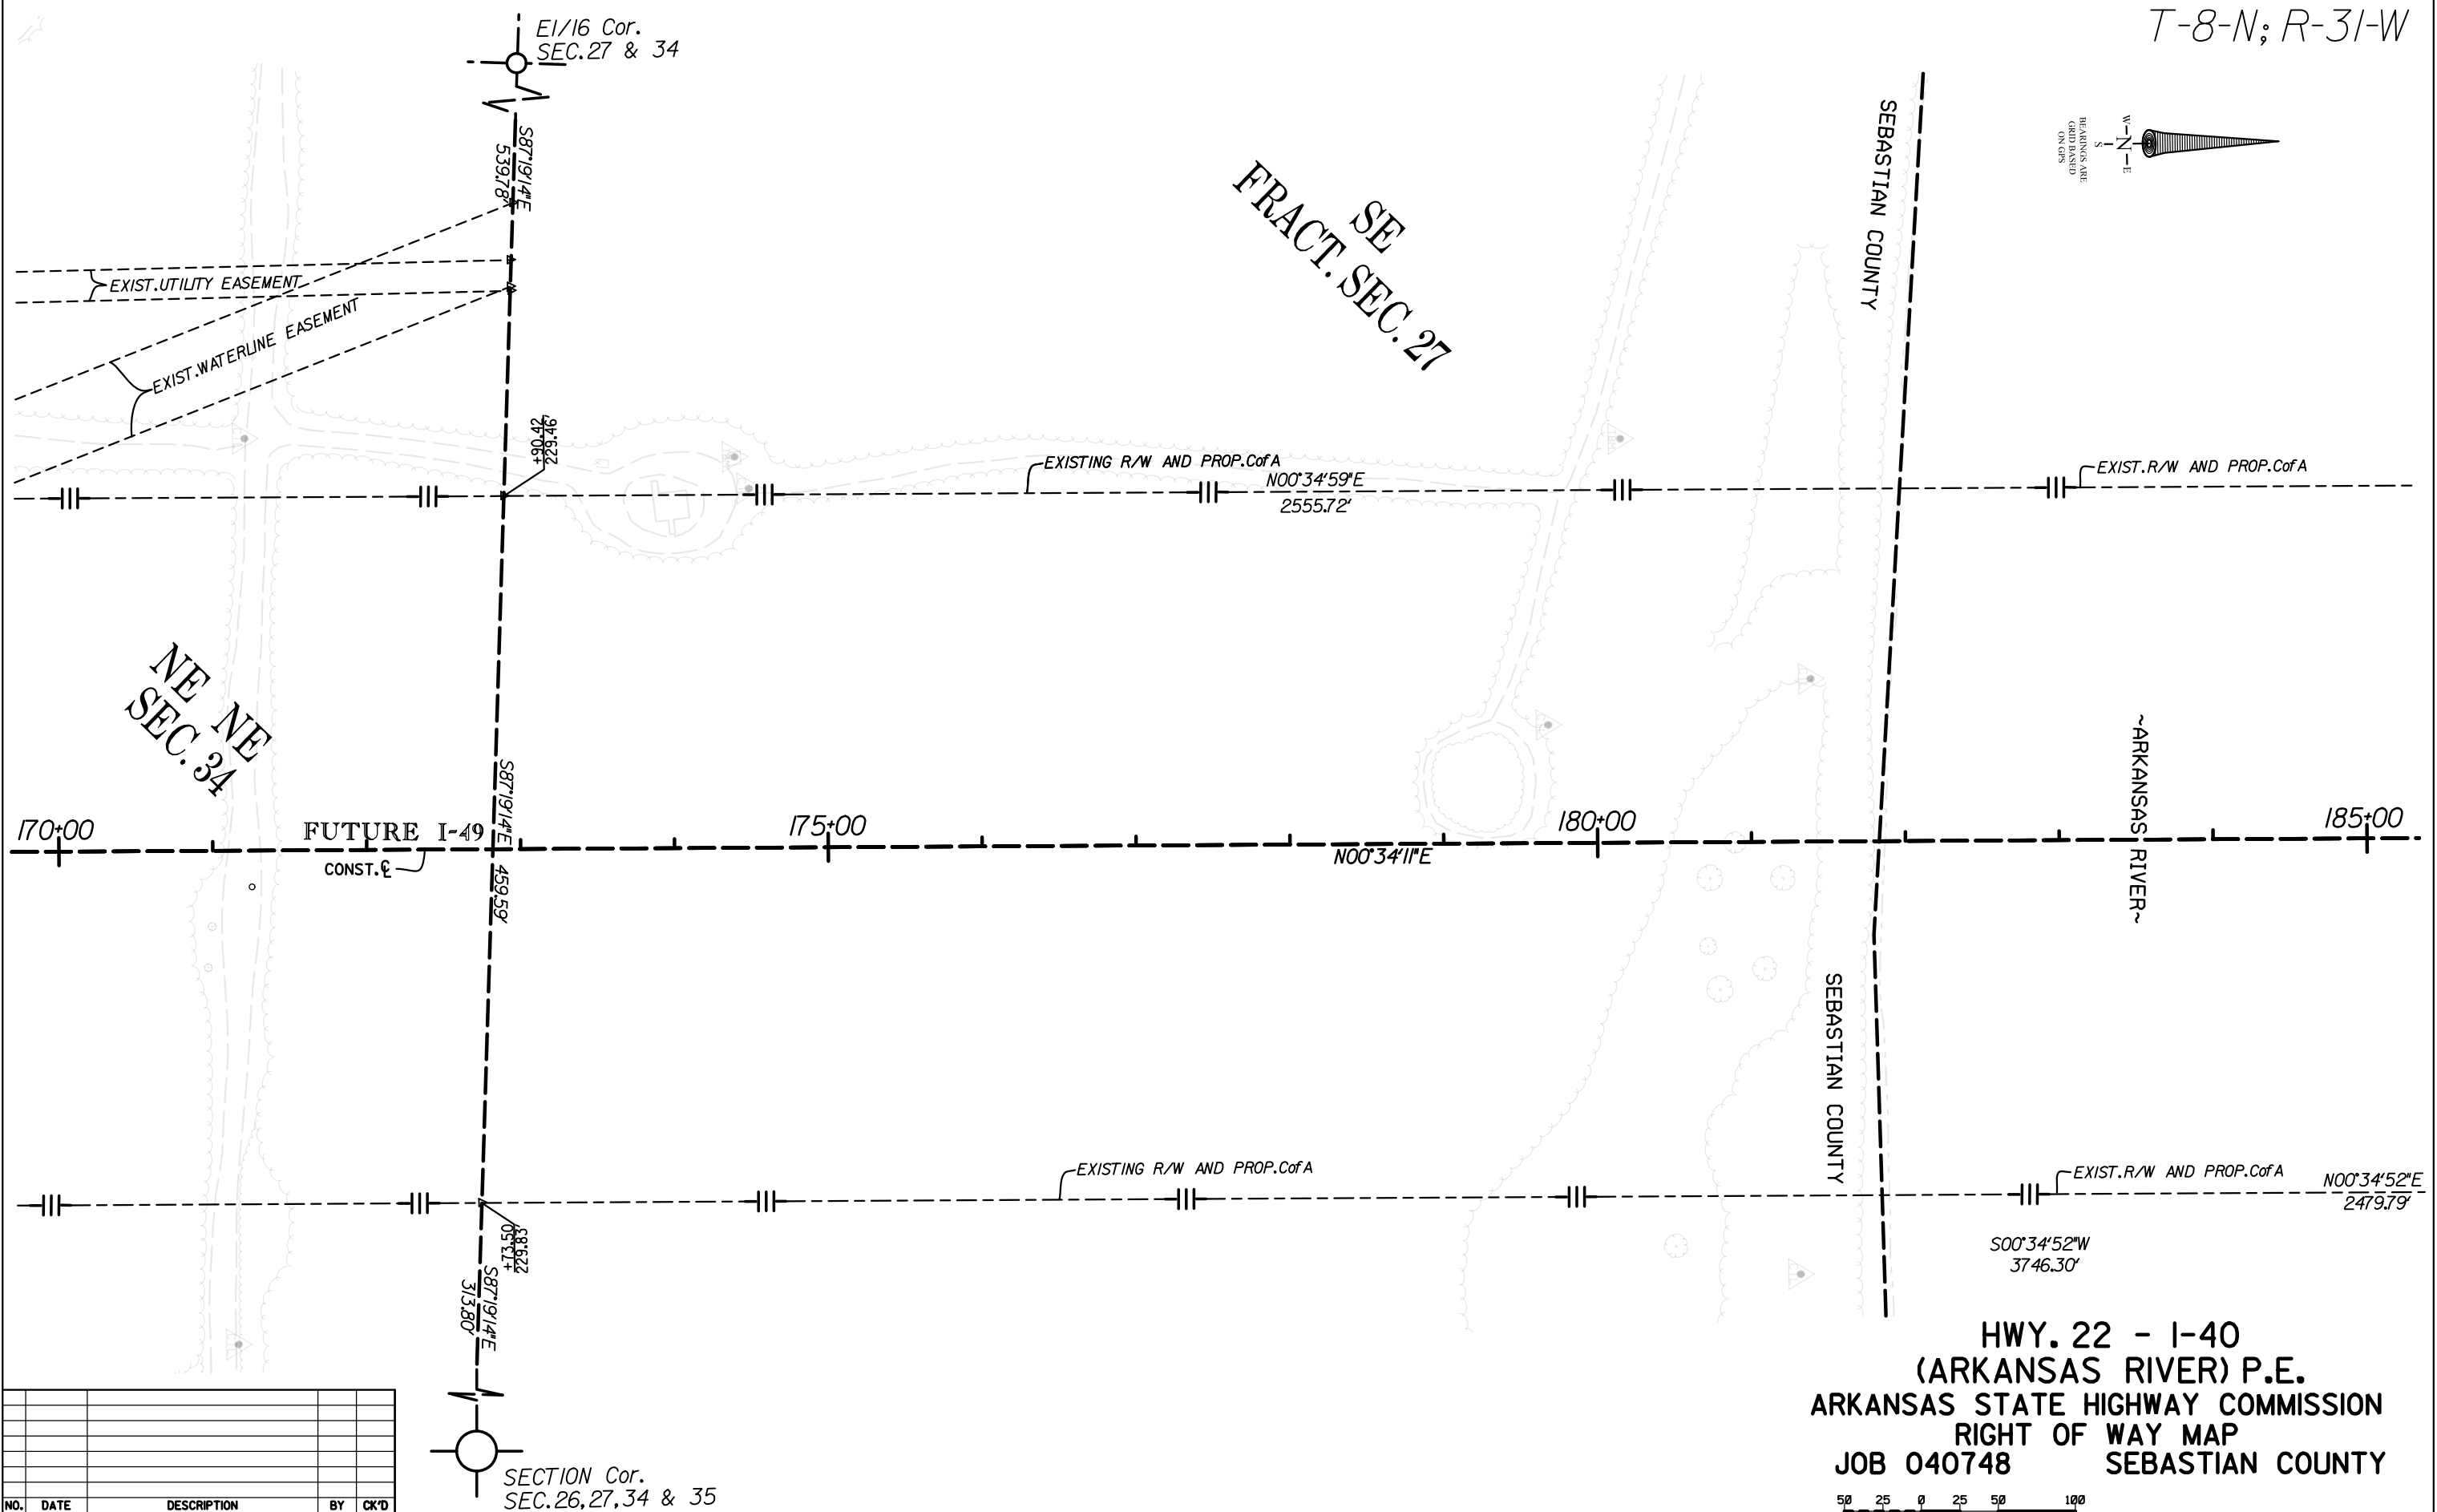 T-8-N; R-31-W
E1/16 Cor.
SEC.27 & 34
S87°19'14"E
539.78'
W N E
S
BEARINGS ARE
GRID BASED
ON GPS
SEBASTIAN COUNTY
SE
FRACT. SEC. 27
EXIST.UTILITY EASEMENT
EXIST.WATERLINE EASEMENT
+90.42
229.46'
EXISTING R/W AND PROP.CofA
N00°34'59"E
2555.72'
EXIST.R/W AND PROP.CofA
NE NE
SEC. 34
~ARKANSAS RIVER~
170+00
FUTURE I-49
CONST.℄
S87°19'14"E 459.59'
175+00
N00°34'11"E
180+00
185+00
SEBASTIAN COUNTY
EXISTING R/W AND PROP.CofA
EXIST.R/W AND PROP.CofA
N00°34'52"E
2479.79'
+73.50
229.83'
S87°19'14"E
313.80'
S00°34'52"W
3746.30'
HWY. 22 - I-40
(ARKANSAS RIVER) P.E.
ARKANSAS STATE HIGHWAY COMMISSION
RIGHT OF WAY MAP
JOB 040748 SEBASTIAN COUNTY
50 25 0 25 50 100
SECTION Cor.
SEC.26,27,34 & 35
NO. DATE DESCRIPTION BY CK'D